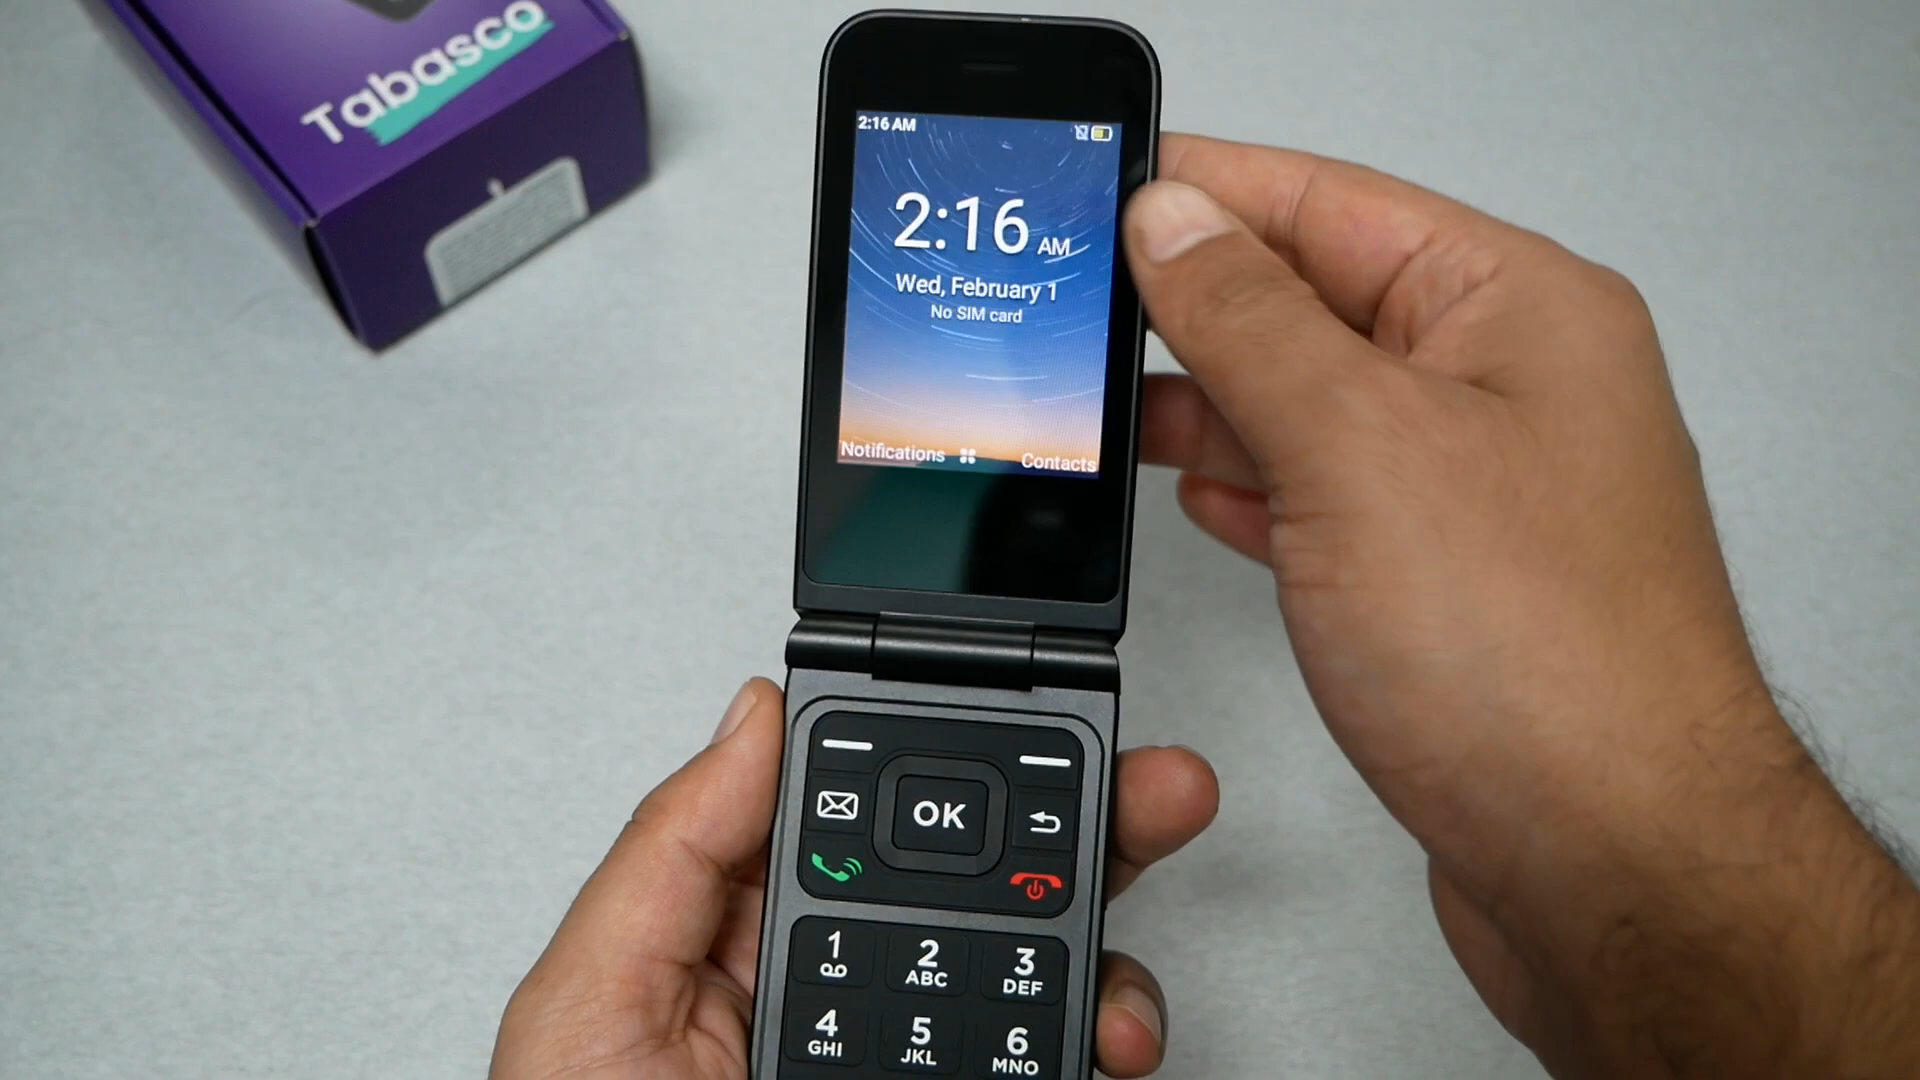 Tabasco
2:16 AM
2:16 AM
Wed, February 1
No SIM card
Notifications
Contacts
OK
1
2
ABC
3
DEF
4
GHI
5
JKL
6
MNO